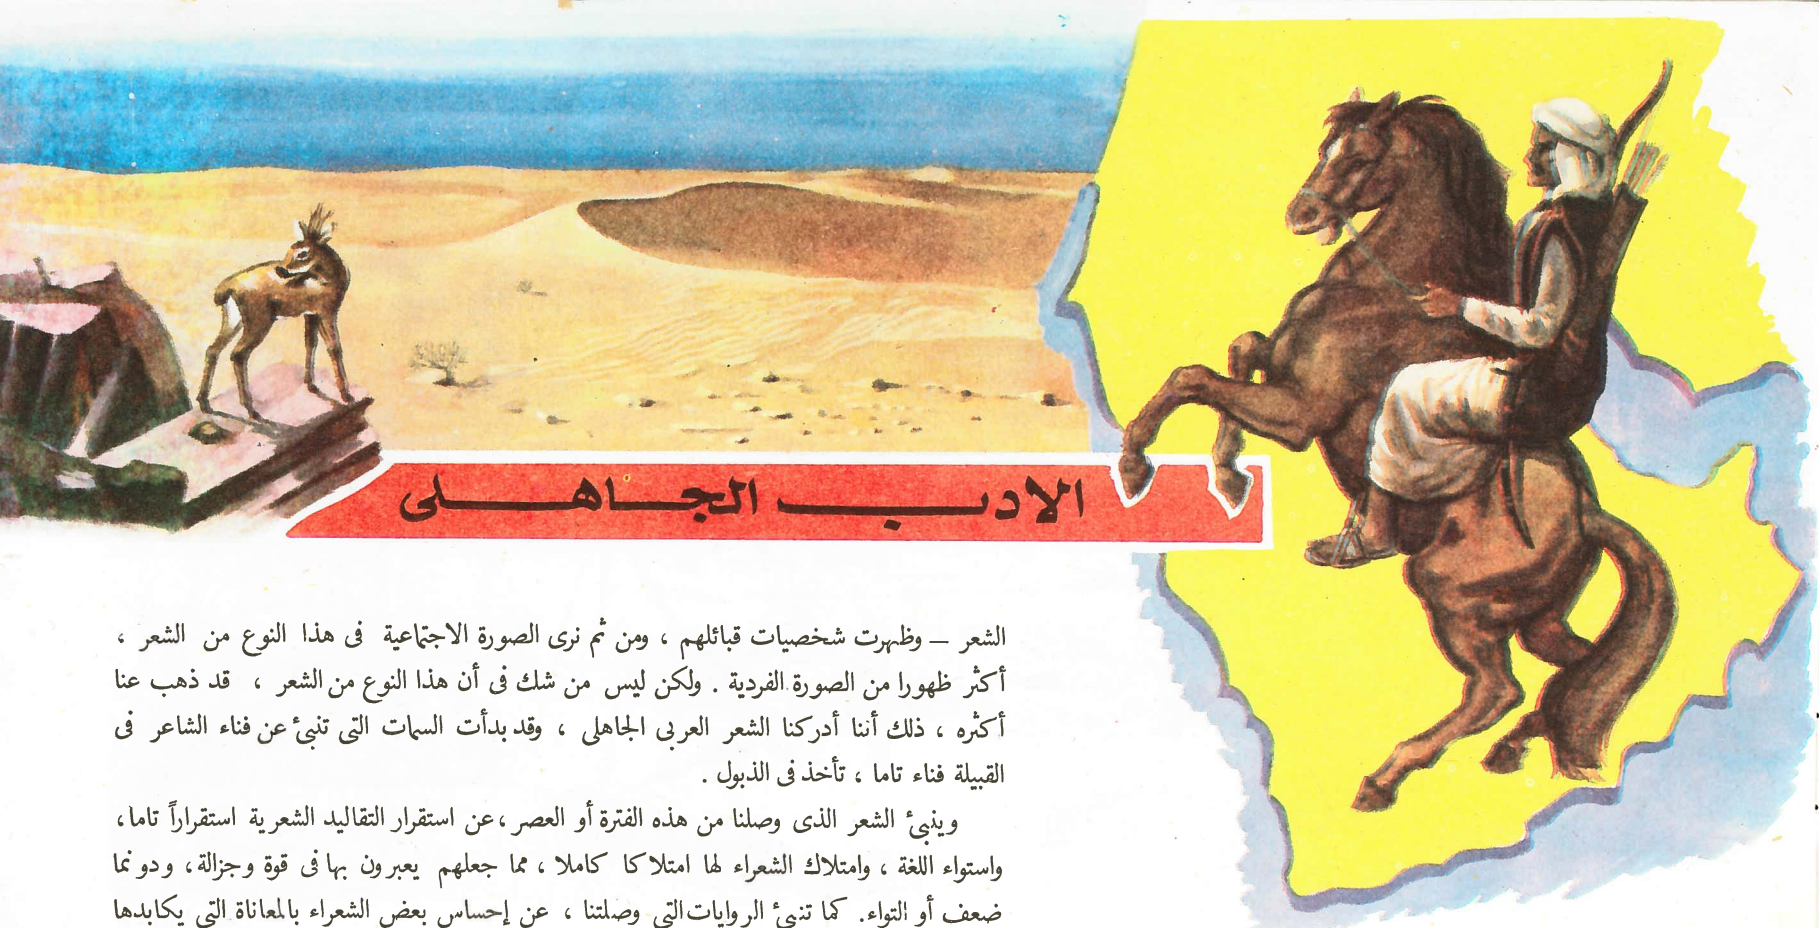 الادب الجاهلى
الشعر — وظهرت شخصيات قبائلهم ، ومن ثم نرى الصورة الاجتماعية فى هذا النوع من الشعر ،
أكثر ظهورا من الصورة الفردية . ولكن ليس من شك فى أن هذا النوع من الشعر ، قد ذهب عنا
أكثره ، ذلك أننا أدركنا الشعر العربى الجاهلى ، وقد بدأت السمات التى تنبئ عن فناء الشاعر فى
القبيلة فناء تاما ، تأخذ فى الذبول .
وينبئ الشعر الذى وصلنا من هذه الفترة أو العصر ، عن استقرار التقاليد الشعرية استقراراً تاما ،
واستواء اللغة ، وامتلاك الشعراء لها امتلاكا كاملا ، مما جعلهم يعبرون بها فى قوة وجزالة ، ودونما
ضعف أو التواء . كما تنبئ الروايات التى وصلتنا ، عن إحساس بعض الشعراء بالمعاناة التى يكابدها